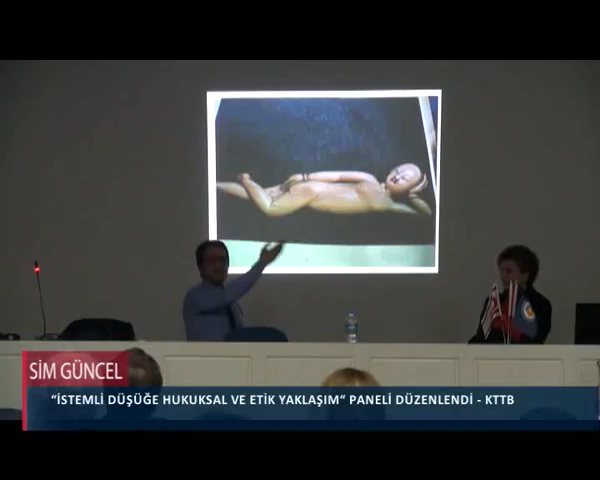 SİM GÜNCEL
“İSTEMLİ DÜŞÜĞE HUKUKSAL VE ETİK YAKLAŞIM“ PANELİ DÜZENLENDİ - KTTB